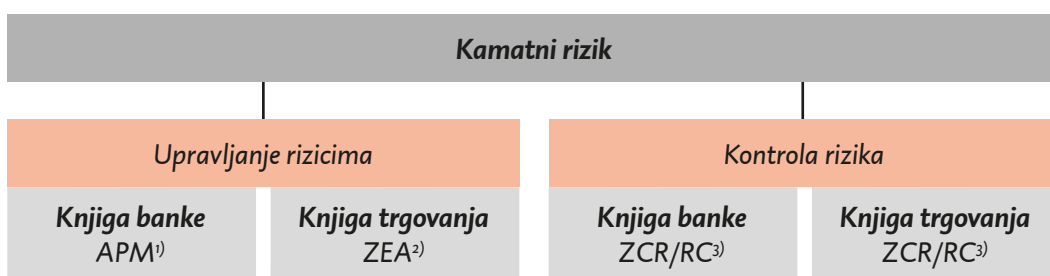 Kamatni rizik
Upravljanje rizicima
Kontrola rizika
Knjiga banke
APM¹⁾
Knjiga trgovanja
ZEA²⁾
Knjiga banke
ZCR/RC³⁾
Knjiga trgovanja
ZCR/RC³⁾